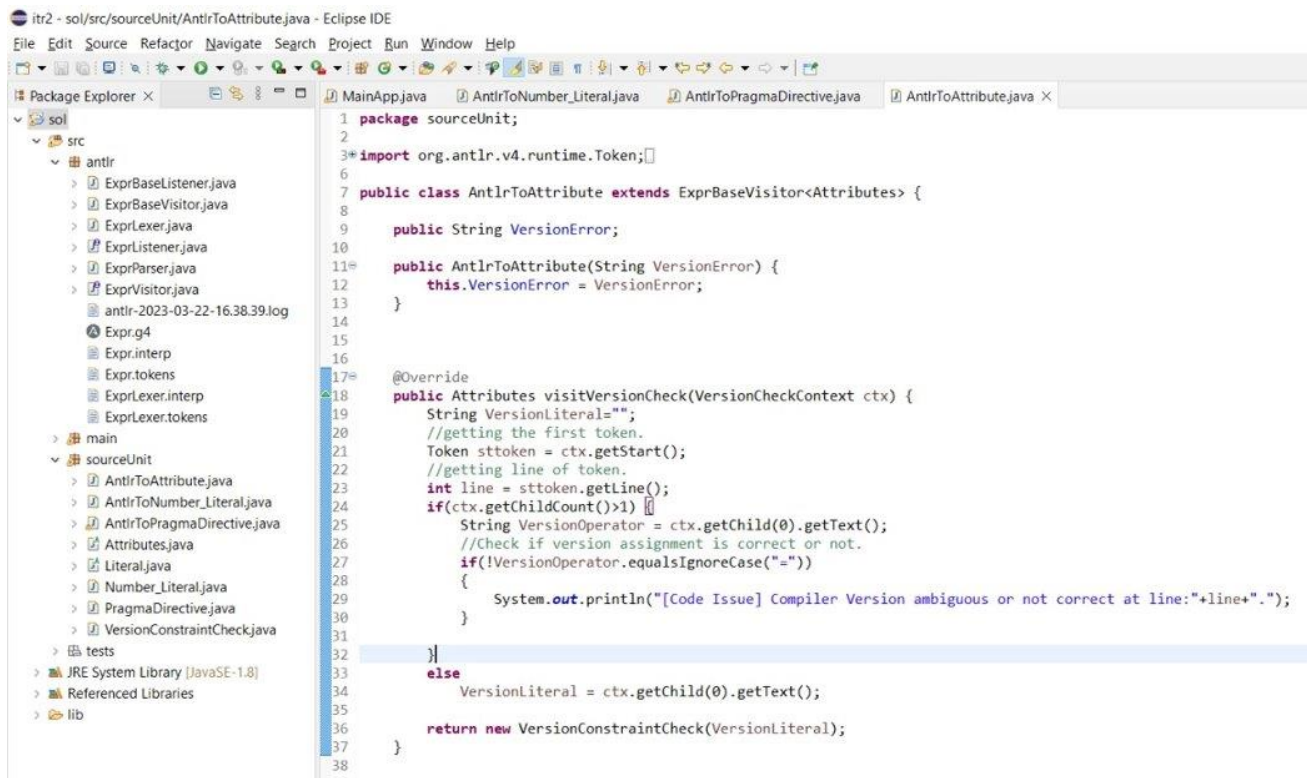 itr2 - sol/src/sourceUnit/AntlrToAttribute.java - Eclipse IDE
File Edit Source Refactor Navigate Search Project Run Window Help
Package Explorer
sol
src
antlr
ExprBaseListener.java
ExprBaseVisitor.java
ExprLexer.java
ExprListener.java
ExprParser.java
ExprVisitor.java
antlr-2023-03-22-16.38.39.log
Expr.g4
Expr.interp
Expr.tokens
ExprLexer.interp
ExprLexer.tokens
main
sourceUnit
AntlrToAttribute.java
AntlrToNumber_Literal.java
AntlrToPragmaDirective.java
Attributes.java
Literal.java
Number_Literal.java
PragmaDirective.java
VersionConstraintCheck.java
tests
JRE System Library [JavaSE-1.8]
Referenced Libraries
lib
MainApp.java AntlrToNumber_Literal.java AntlrToPragmaDirective.java AntlrToAttribute.java
1 package sourceUnit;
2
3 import org.antlr.v4.runtime.Token;
6
7 public class AntlrToAttribute extends ExprBaseVisitor<Attributes> {
8
9 public String VersionError;
10
11 public AntlrToAttribute(String VersionError) {
12 this.VersionError = VersionError;
13 }
14
15
16
17 @Override
18 public Attributes visitVersionCheck(VersionCheckContext ctx) {
19 String VersionLiteral="";
20 //getting the first token.
21 Token sttoken = ctx.getStart();
22 //getting line of token.
23 int line = sttoken.getLine();
24 if(ctx.getChildCount()>1) {
25 String VersionOperator = ctx.getChild(0).getText();
26 //Check if version assignment is correct or not.
27 if(!VersionOperator.equalsIgnoreCase("="))
28 {
29 System.out.println("[Code Issue] Compiler Version ambiguous or not correct at line:"+line+".");
30 }
31
32 }
33 else
34 VersionLiteral = ctx.getChild(0).getText();
35
36 return new VersionConstraintCheck(VersionLiteral);
37 }
38